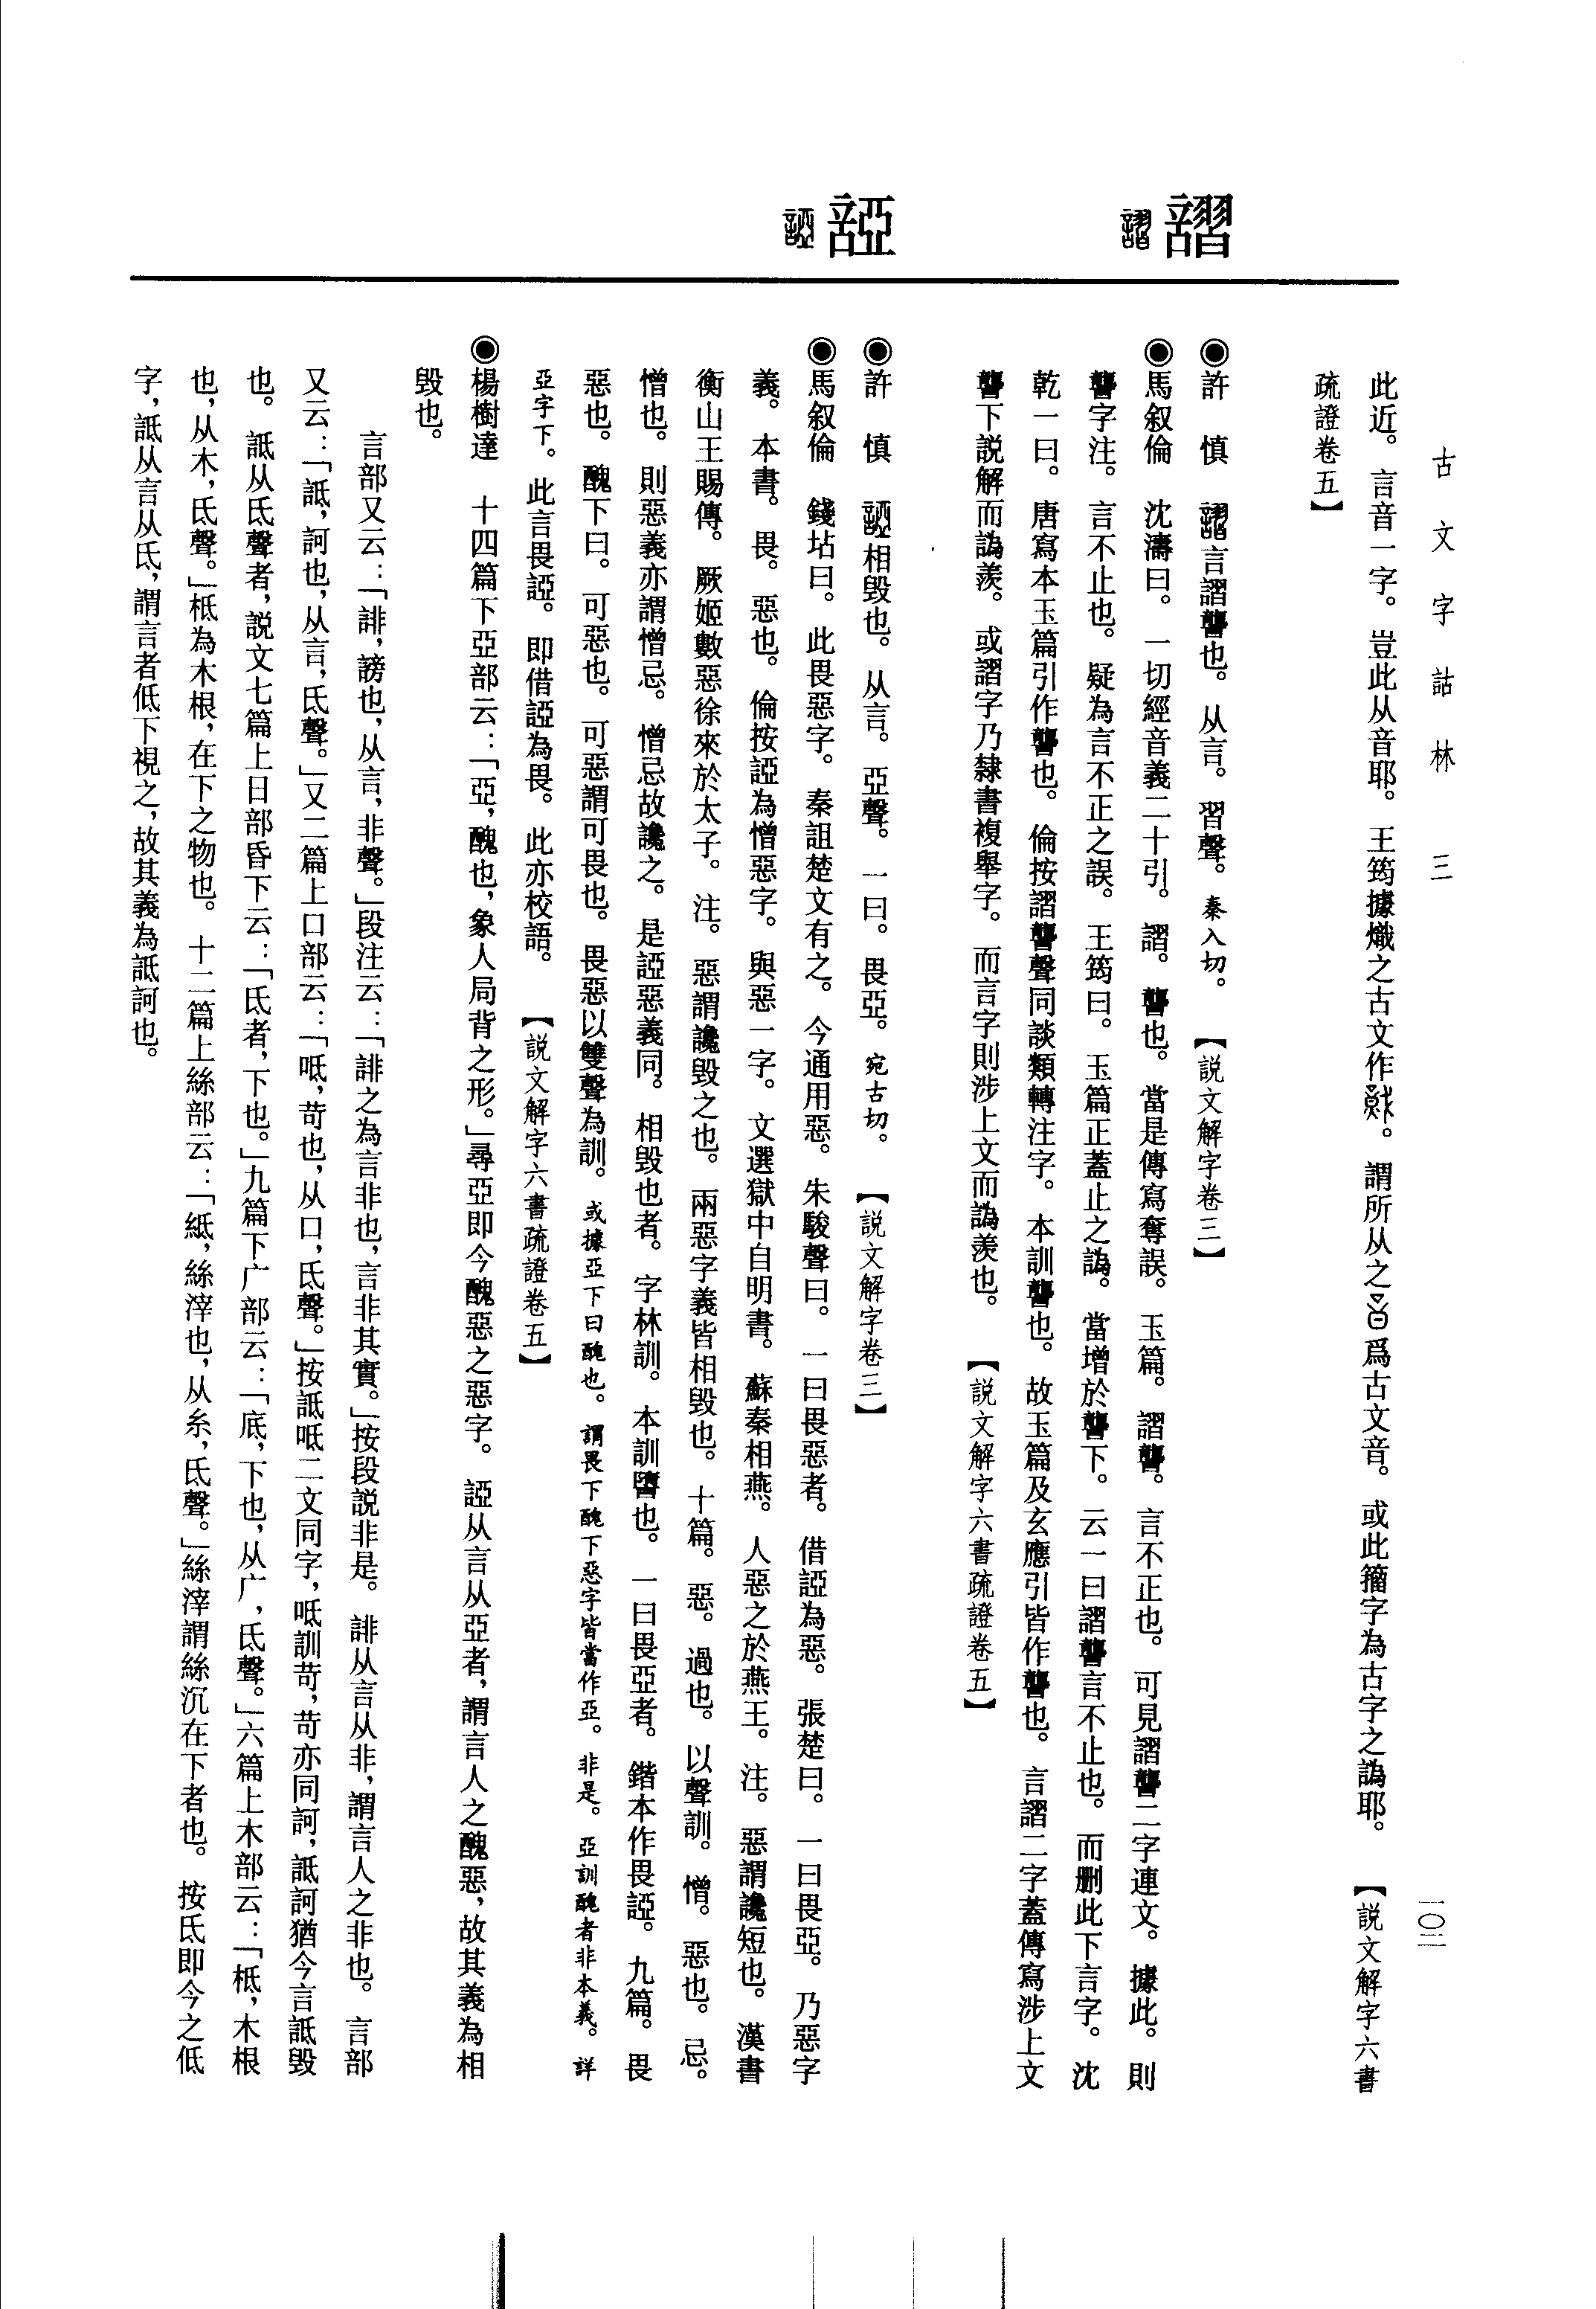 古文字詁林　三
一〇二
此近。言音一字。豈此从音耶。王筠據熾之古文作。謂所从之爲古文音。或此籀字為古字之譌耶。【説文解字六書
疏證卷五】
謵
◉許　慎　言謵讋也。从言。習聲。秦入切。【説文解字卷三】
◉馬叙倫　沈濤曰。一切經音義二十引。謵。讋也。當是傳寫奪誤。玉篇。謵讋。言不正也。可見謵讋二字連文。據此。則
讋字注。言不止也。疑為言不正之誤。王筠曰。玉篇正蓋止之譌。當增於讋下。云一曰謵讋言不止也。而删此下言字。沈
乾一曰。唐寫本玉篇引作讋也。倫按謵讋聲同談類轉注字。本訓讋也。故玉篇及玄應引皆作讋也。言謵二字蓋傳寫涉上文
讋下説解而譌羨。或謵字乃隸書複舉字。而言字則涉上文而譌羨也。【説文解字六書疏證卷五】
誣
◉許　慎　相毁也。从言。亞聲。一曰。畏亞。宛古切。【説文解字卷三】
◉馬叙倫　錢坫曰。此畏惡字。秦詛楚文有之。今通用惡。朱駿聲曰。一曰畏惡者。借諲為惡。張楚曰。一曰畏亞。乃惡字
義。本書。畏。惡也。倫按䛩為憎惡字。與惡一字。文選獄中自明書。蘇秦相燕。人惡之於燕王。注。惡謂讒短也。漢書
衡山王賜傳。厥姬數惡徐來於太子。注。惡謂讒毁之也。兩惡字義皆相毁也。十篇。惡。過也。以聲訓。憎。惡也。忌。
憎也。則惡義亦謂憎忌。憎忌故讒之。是䛩惡義同。相毁也者。字林訓。本訓也。一曰畏亞者。鍇本作畏䛩。九篇。畏
惡也。醜下曰。可惡也。可惡謂可畏也。畏惡以雙聲為訓。或據亞下曰醜也。謂畏下醜下惡字皆當作亞。非是。亞訓醜者非本義。詳
亞字下。此言畏䛩。即借䛩為畏。此亦校語。【説文解字六書疏證卷五】
◉楊樹達　十四篇下亞部云：「亞，醜也，象人局背之形。」尋亞即今醜惡之惡字。䛩从言从亞者，謂言人之醜惡，故其義為相
毁也。
言部又云：「誹，謗也，从言，非聲。」段注云：「誹之為言非也，言非其實。」按段説非是。誹从言从非，謂言人之非也。言部
又云：「詆，訶也，从言，氐聲。」又二篇上口部云：「呧，苛也，从口，氐聲。」按詆呧二文同字，呧訓苛，苛亦同訶，詆訶猶今言詆毁
也。詆从氐聲者，説文七篇上日部昏下云：「氐者，下也。」九篇下广部云：「底，下也，从广，氐聲。」六篇上木部云：「柢，木根
也，从木，氐聲。」柢為木根，在下之物也。十二篇上絲部云：「紙，絲滓也，从糸，氐聲。」絲滓謂絲沉在下者也。按氐即今之低
字，詆从言从氐，謂言者低下視之，故其義為詆訶也。